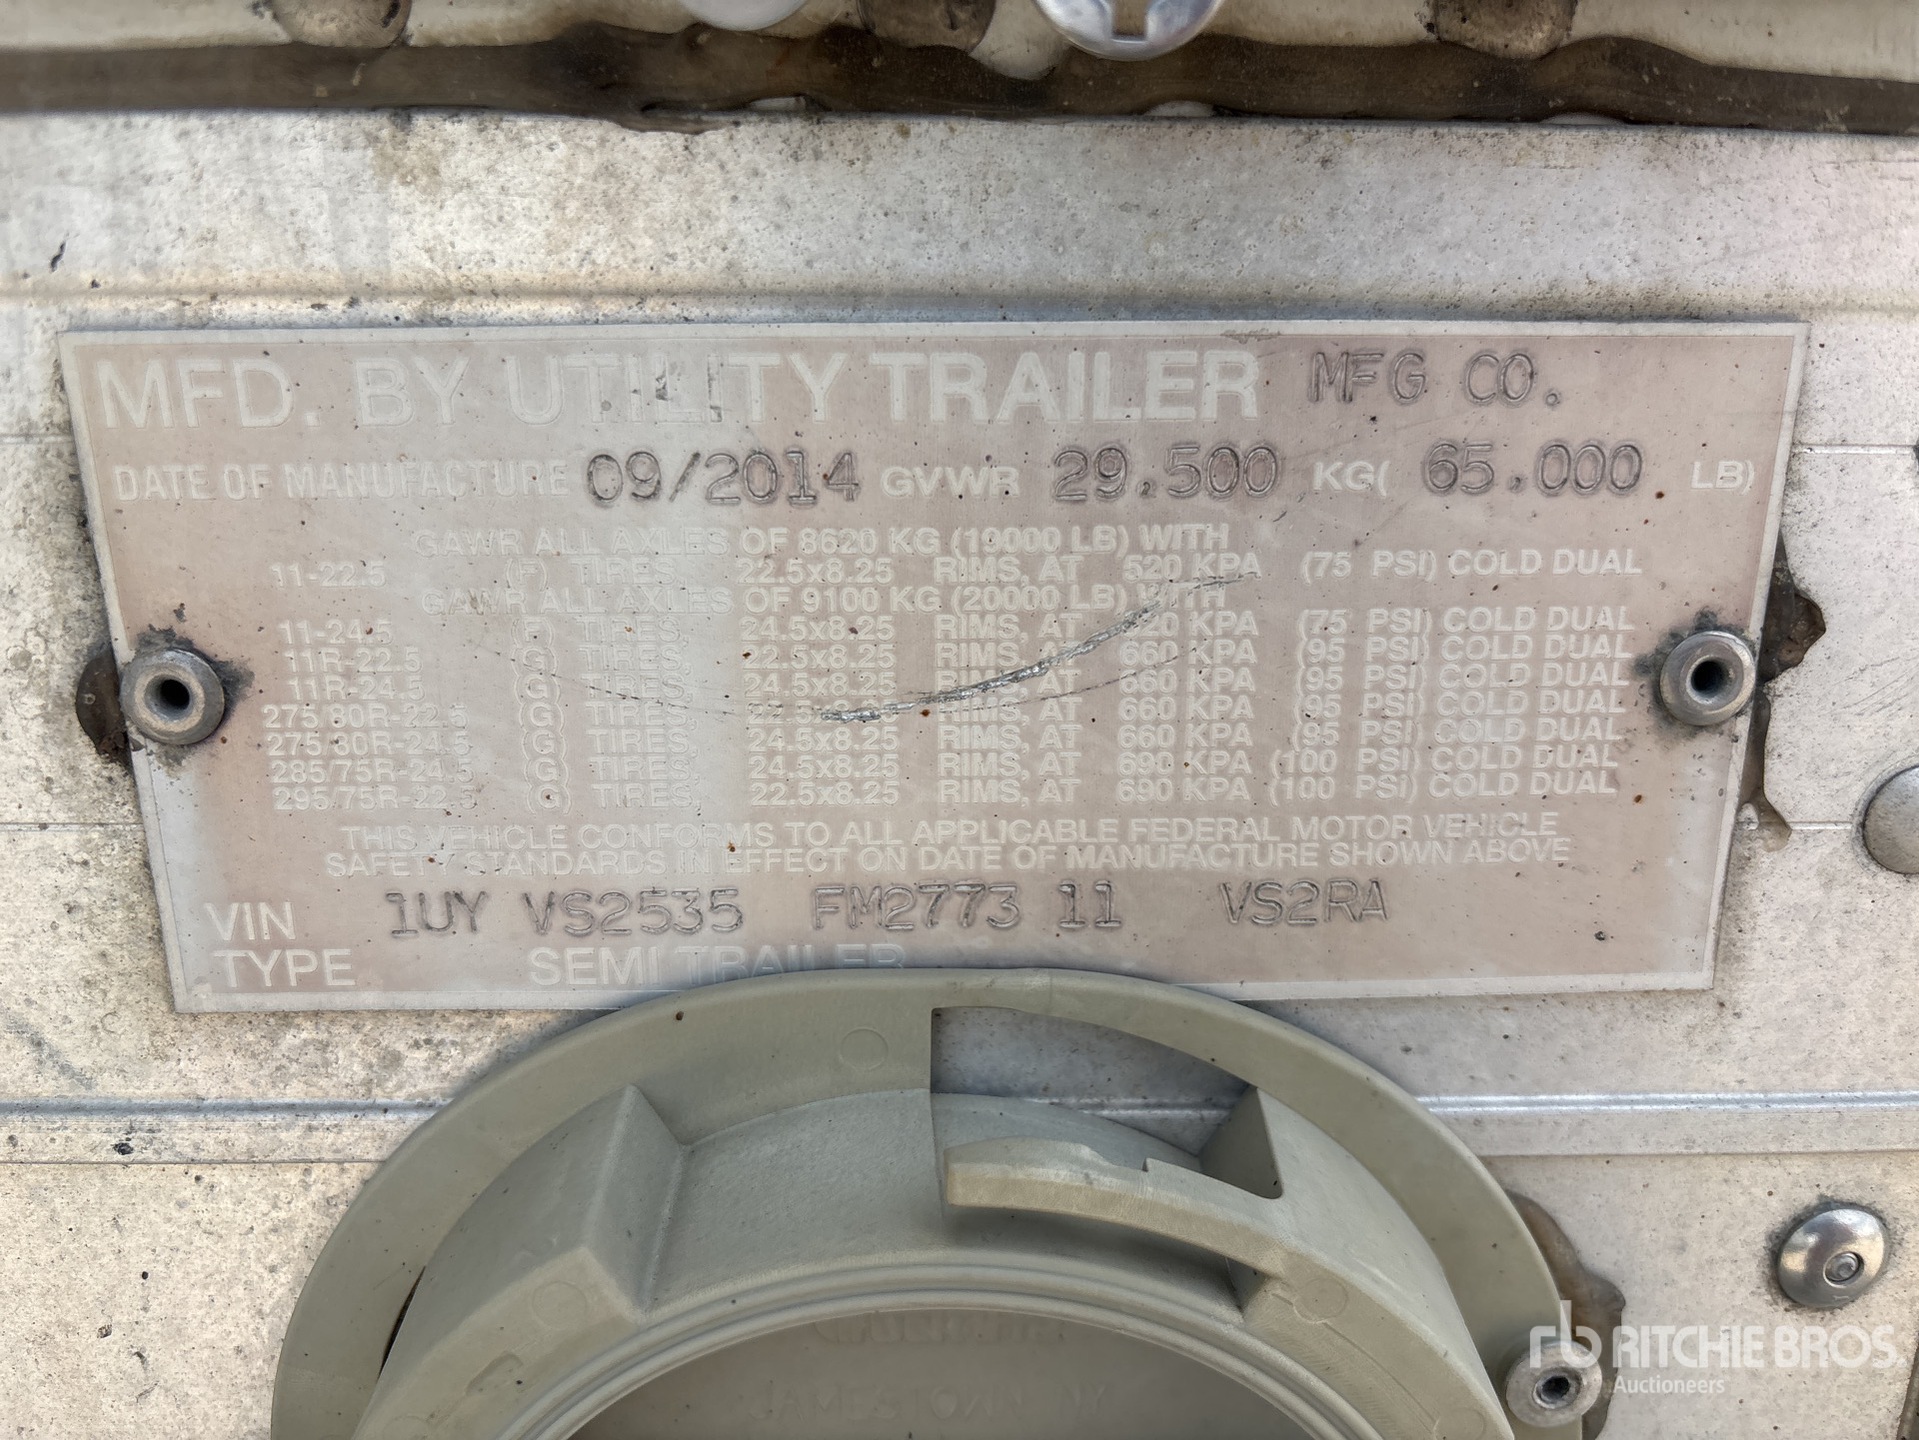 MFD. BY UTILITY TRAILER MFG CO.
DATE OF MANUFACTURE 09/2014 GVWR 29,500 KG( 65,000 LB)
GAWR ALL AXLES OF 8620 KG (19000 LB) WITH
11-22.5 (F) TIRES, 22.5x8.25 RIMS, AT 520 KPA (75 PSI) COLD DUAL
GAWR ALL AXLES OF 9100 KG (20000 LB) WITH
11-24.5 (F) TIRES, 24.5x8.25 RIMS, AT 520 KPA (75 PSI) COLD DUAL
11R-22.5 (G) TIRES, 22.5x8.25 RIMS, AT 660 KPA (95 PSI) COLD DUAL
11R-24.5 (G) TIRES, 24.5x8.25 RIMS, AT 660 KPA (95 PSI) COLD DUAL
275/80R-22.5 (G) TIRES, 22.5x8.25 RIMS, AT 660 KPA (95 PSI) COLD DUAL
275/80R-24.5 (G) TIRES, 24.5x8.25 RIMS, AT 660 KPA (95 PSI) COLD DUAL
285/75R-24.5 (G) TIRES, 24.5x8.25 RIMS, AT 690 KPA (100 PSI) COLD DUAL
295/75R-22.5 (G) TIRES, 22.5x8.25 RIMS, AT 690 KPA (100 PSI) COLD DUAL
THIS VEHICLE CONFORMS TO ALL APPLICABLE FEDERAL MOTOR VEHICLE
SAFETY STANDARDS IN EFFECT ON DATE OF MANUFACTURE SHOWN ABOVE
VIN 1UY VS2535 FM2773 11 VS2RA
TYPE SEMI TRAILER
JAMESTOWN NY
rb RITCHIE BROS.
Auctioneers